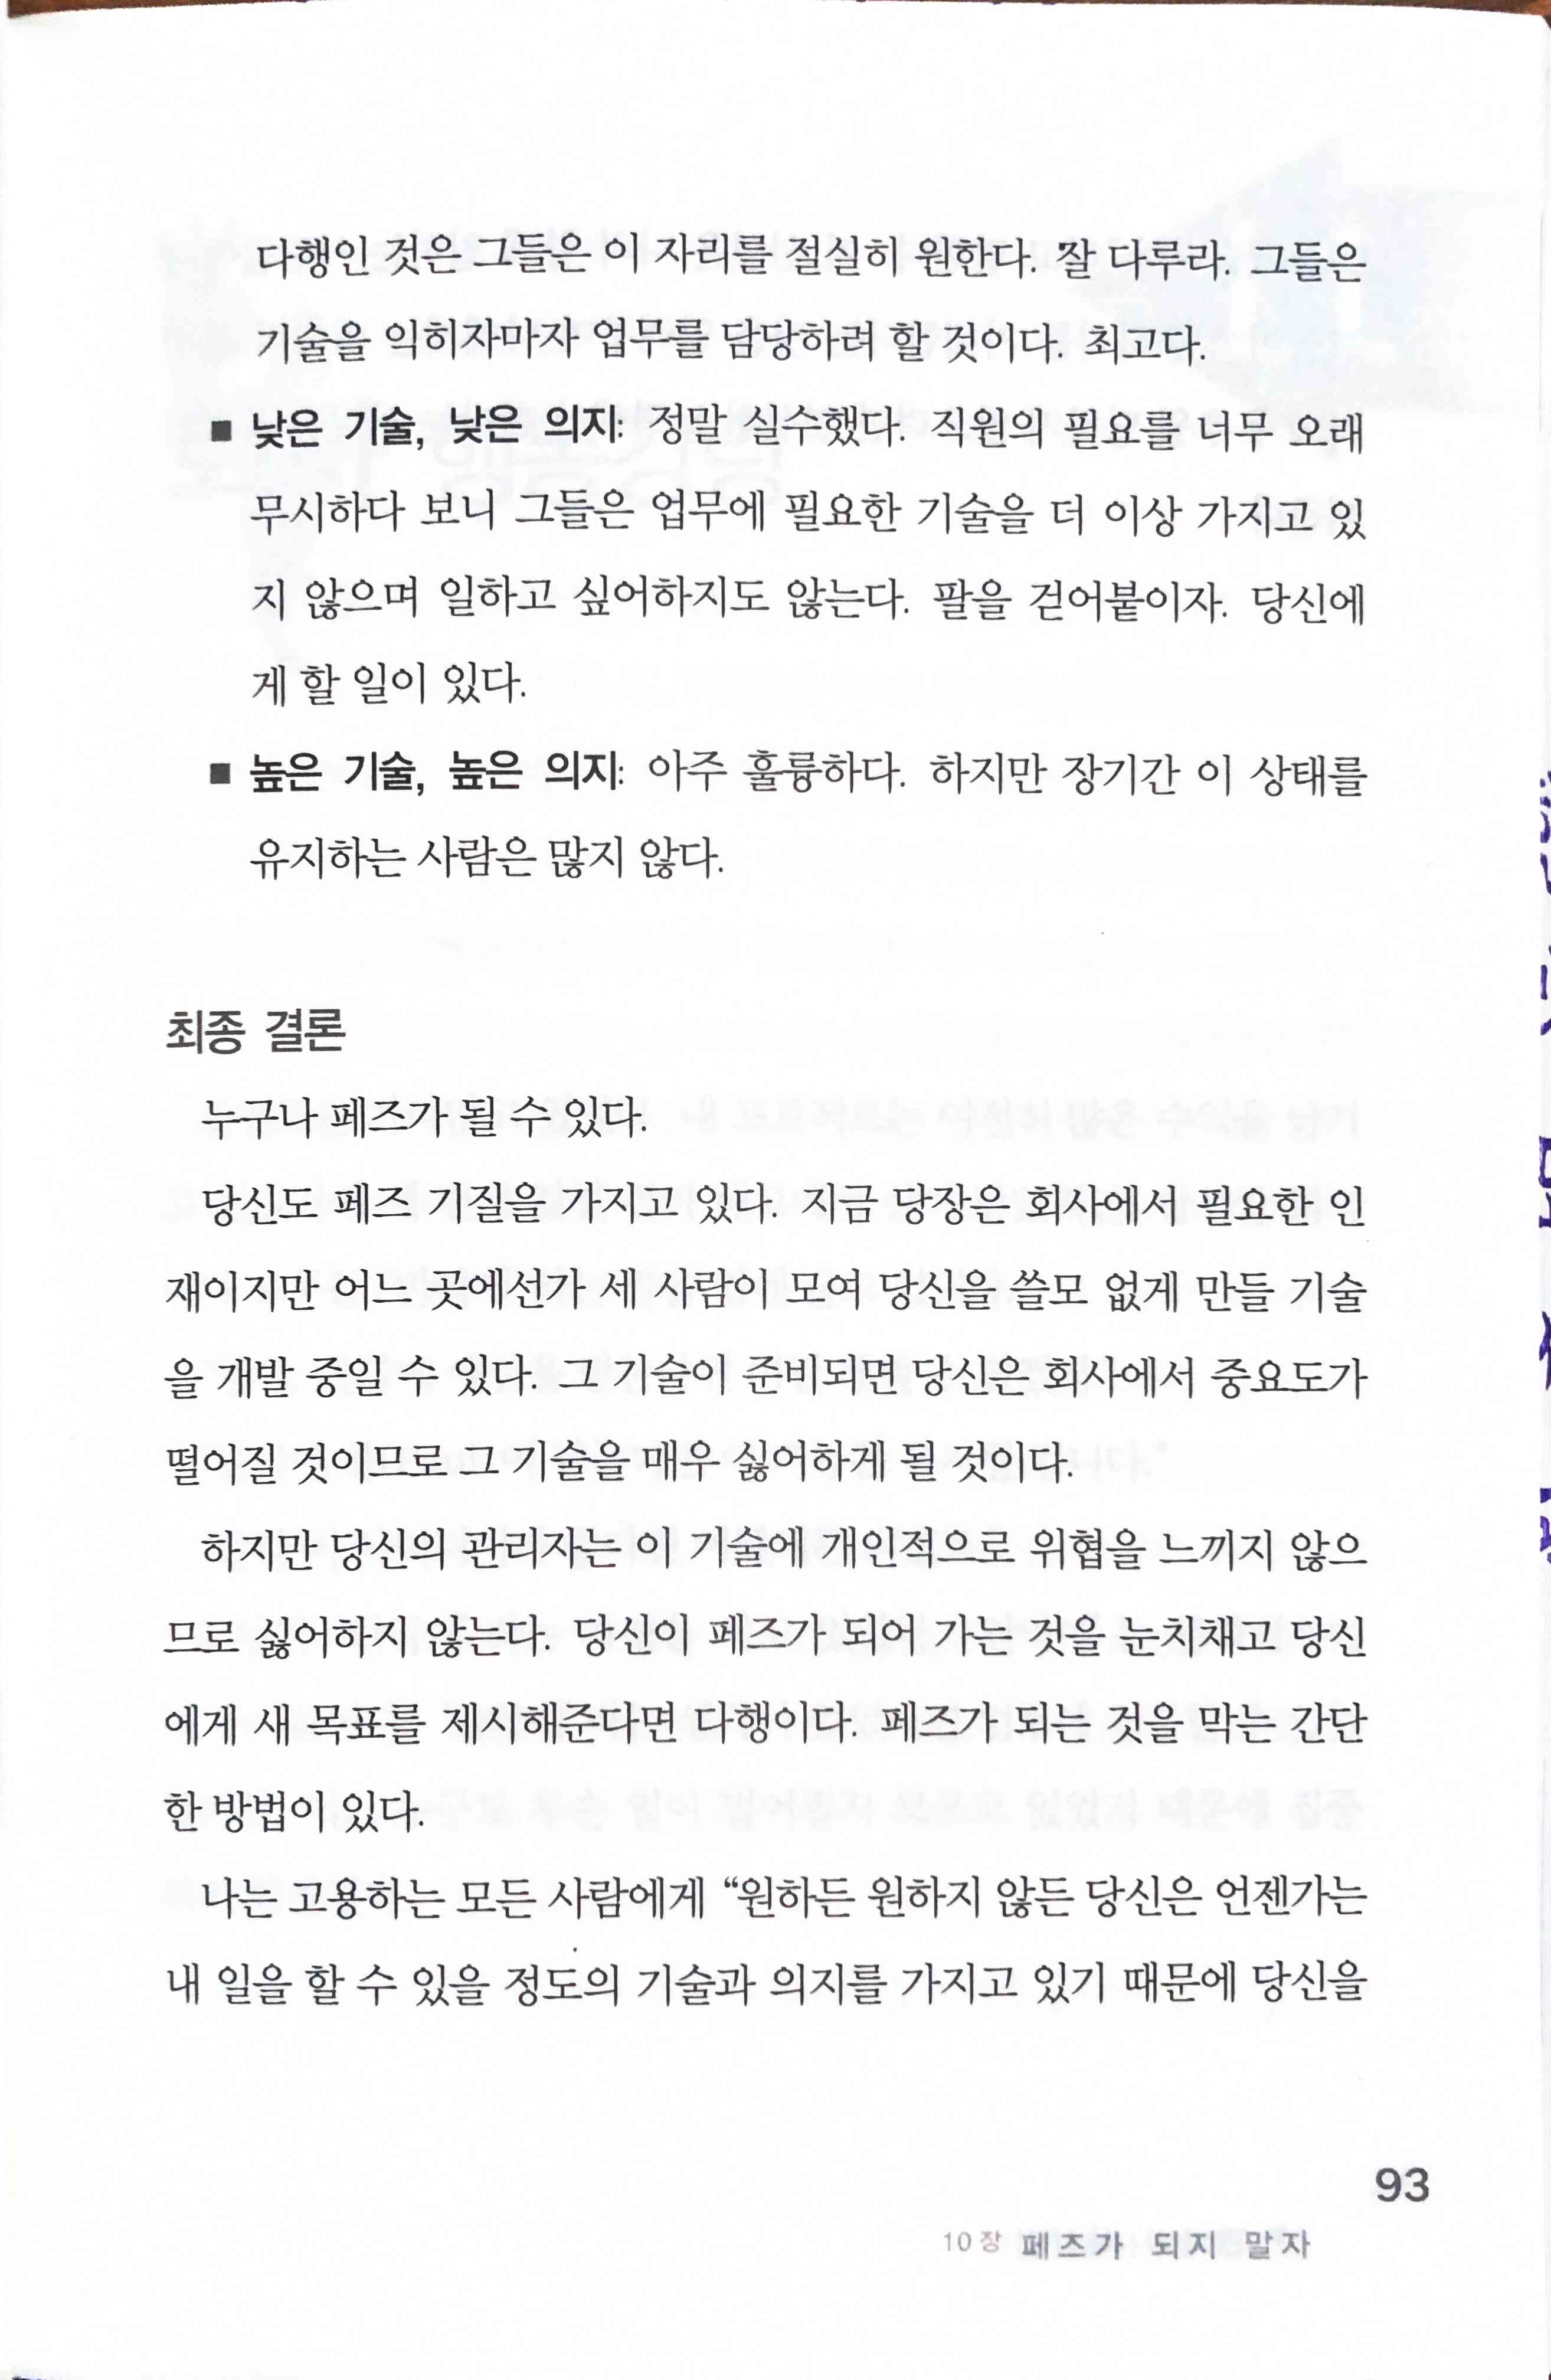 다행인 것은 그들은 이 자리를 절실히 원한다. 잘 다루라. 그들은
기술을 익히자마자 업무를 담당하려 할 것이다. 최고다.
■ 낮은 기술, 낮은 의지: 정말 실수했다. 직원의 필요를 너무 오래
무시하다 보니 그들은 업무에 필요한 기술을 더 이상 가지고 있
지 않으며 일하고 싶어하지도 않는다. 팔을 걷어붙이자. 당신에
게 할 일이 있다.
■ 높은 기술, 높은 의지: 아주 훌륭하다. 하지만 장기간 이 상태를
유지하는 사람은 많지 않다.
최종 결론
누구나 페즈가 될 수 있다.
당신도 페즈 기질을 가지고 있다. 지금 당장은 회사에서 필요한 인
재이지만 어느 곳에선가 세 사람이 모여 당신을 쓸모 없게 만들 기술
을 개발 중일 수 있다. 그 기술이 준비되면 당신은 회사에서 중요도가
떨어질 것이므로 그 기술을 매우 싫어하게 될 것이다.
하지만 당신의 관리자는 이 기술에 개인적으로 위협을 느끼지 않으
므로 싫어하지 않는다. 당신이 페즈가 되어 가는 것을 눈치채고 당신
에게 새 목표를 제시해준다면 다행이다. 페즈가 되는 것을 막는 간단
한 방법이 있다.
나는 고용하는 모든 사람에게 “원하든 원하지 않든 당신은 언젠가는
내 일을 할 수 있을 정도의 기술과 의지를 가지고 있기 때문에 당신을
93
10장 페즈가 되지 말자